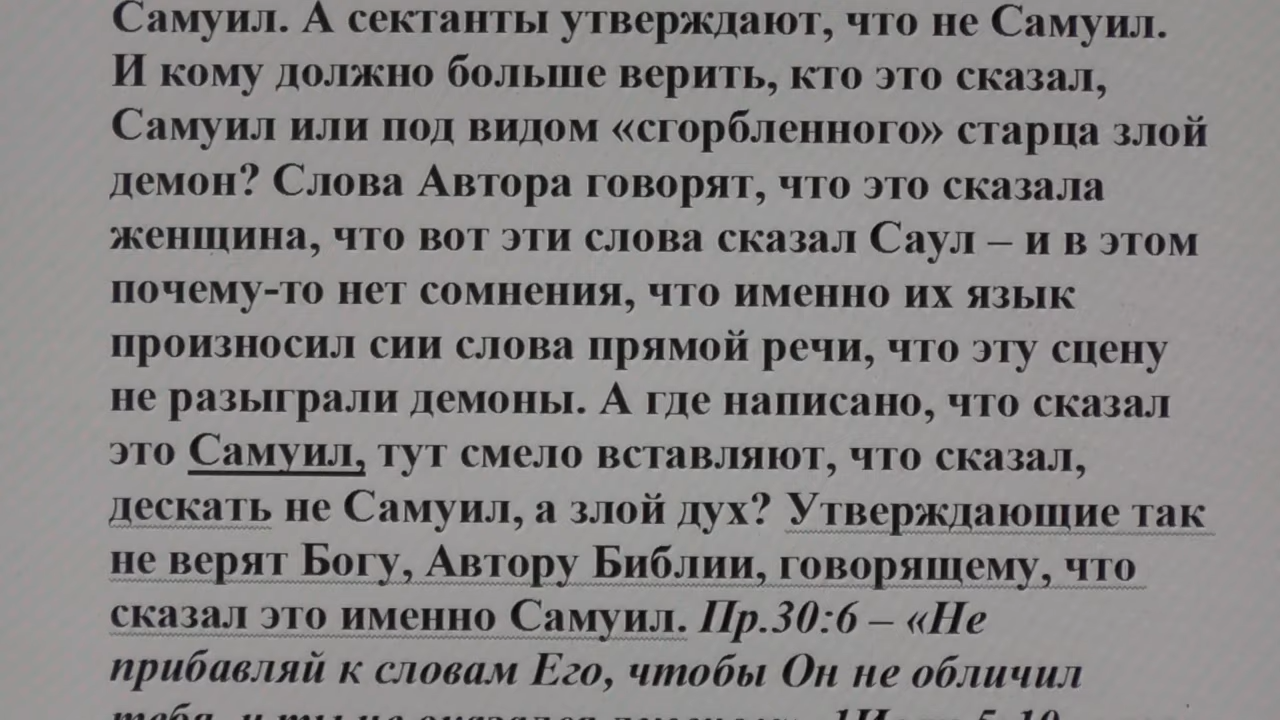 Самуил. А сектанты утверждают, что не Самуил.
И кому должно больше верить, кто это сказал,
Самуил или под видом «сгорбленного» старца злой
демон? Слова Автора говорят, что это сказала
женщина, что вот эти слова сказал Саул – и в этом
почему-то нет сомнения, что именно их язык
произносил сии слова прямой речи, что эту сцену
не разыграли демоны. А где написано, что сказал
это Самуил, тут смело вставляют, что сказал,
дескать не Самуил, а злой дух? Утверждающие так
не верят Богу, Автору Библии, говорящему, что
сказал это именно Самуил. Пр.30:6 – «Не
прибавляй к словам Его, чтобы Он не обличил